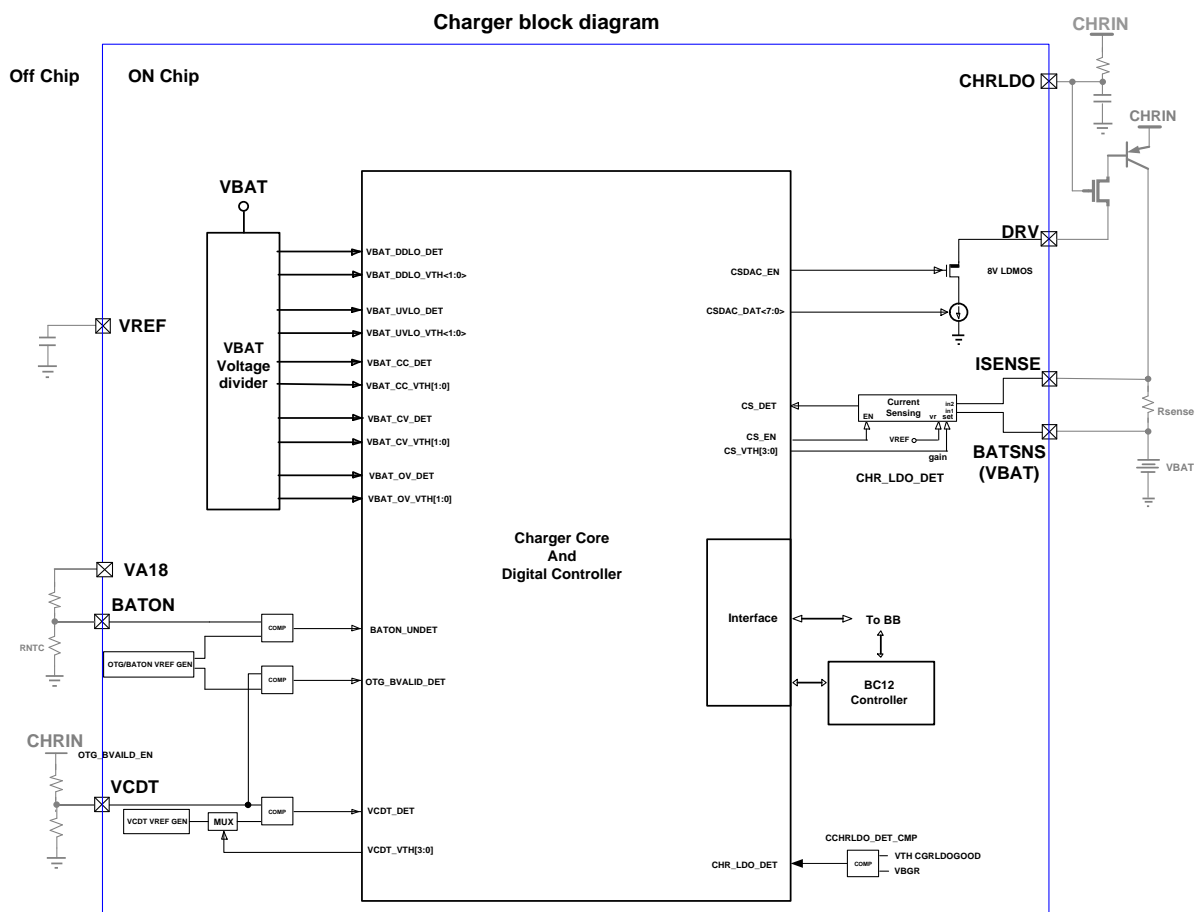 Charger block diagram
Off Chip
ON Chip
CHRIN
CHRLDO
CHRIN
VBAT
DRV
VBAT_DDLO_DET
VBAT_DDLO_VTH<1:0>
VBAT_UVLO_DET
VBAT_UVLO_VTH<1:0>
VBAT_CC_DET
VBAT_CC_VTH[1:0]
VBAT_CV_DET
VBAT_CV_VTH[1:0]
VBAT_OV_DET
VBAT_OV_VTH[1:0]
VBAT
Voltage
divider
VREF
CSDAC_EN
8V LDMOS
CSDAC_DAT<7:0>
ISENSE
CS_DET
Current
Sensing
in2
in1
EN
vr
set
CS_EN
VREF
CS_VTH[3:0]
gain
Rsense
BATSNS
(VBAT)
VBAT
CHR_LDO_DET
Charger Core
And
Digital Controller
VA18
BATON
COMP
BATON_UNDET
RNTC
OTG/BATON VREF GEN
COMP
OTG_BVALID_DET
Interface
To BB
BC12
Controller
CHRIN
OTG_BVAILD_EN
VCDT
COMP
VCDT_DET
VCDT VREF GEN
MUX
VCDT_VTH[3:0]
CCHRLDO_DET_CMP
CHR_LDO_DET
COMP
VTH CGRLDOGOOD
VBGR